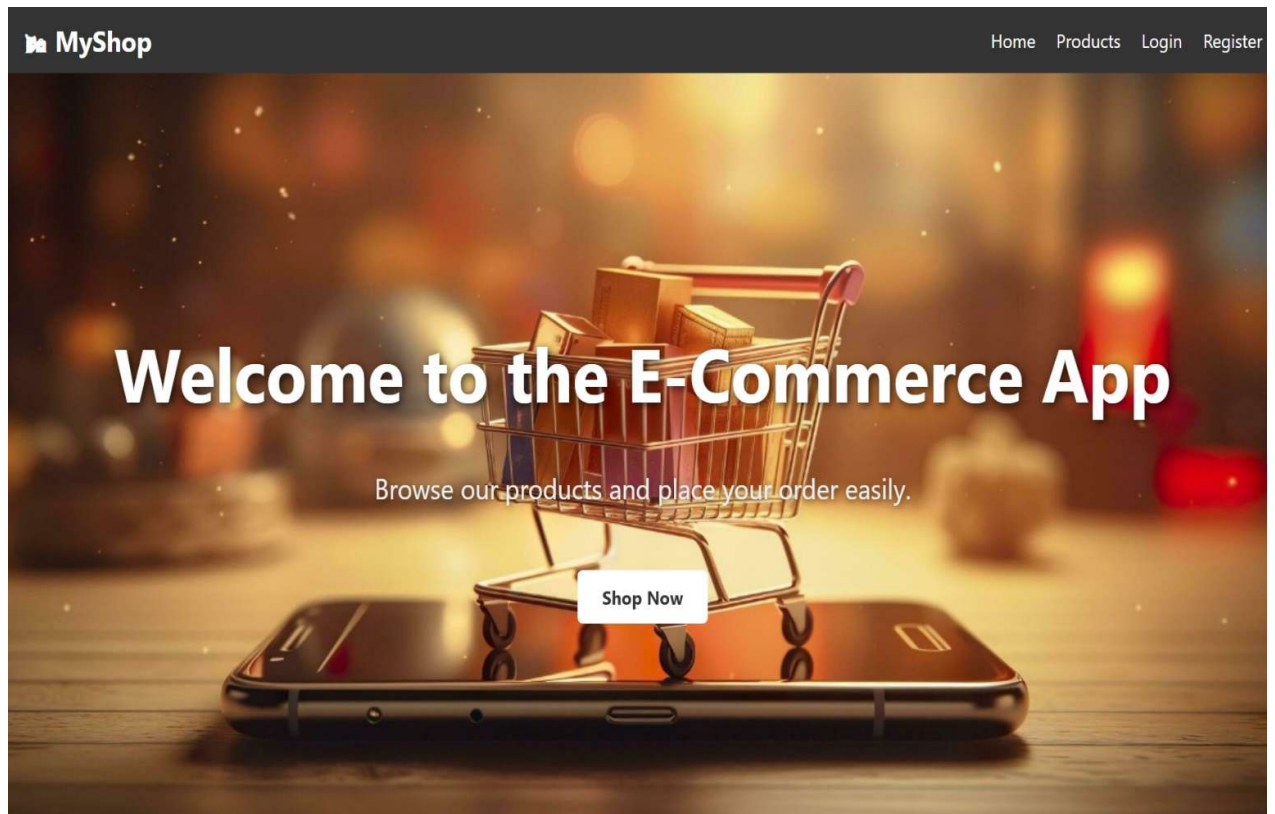 MyShop
Home Products Login Register
Welcome to the E-Commerce App
Browse our products and place your order easily.
Shop Now